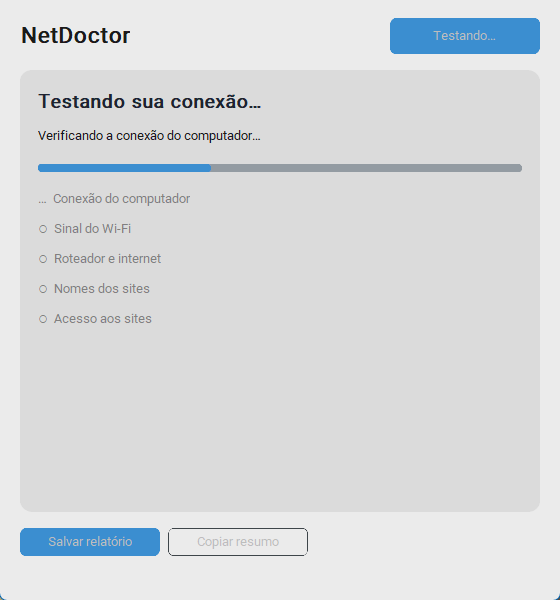 NetDoctor
Testando...
Testando sua conexão...
Verificando a conexão do computador...
... Conexão do computador
○ Sinal do Wi-Fi
○ Roteador e internet
○ Nomes dos sites
○ Acesso aos sites
Salvar relatório
Copiar resumo